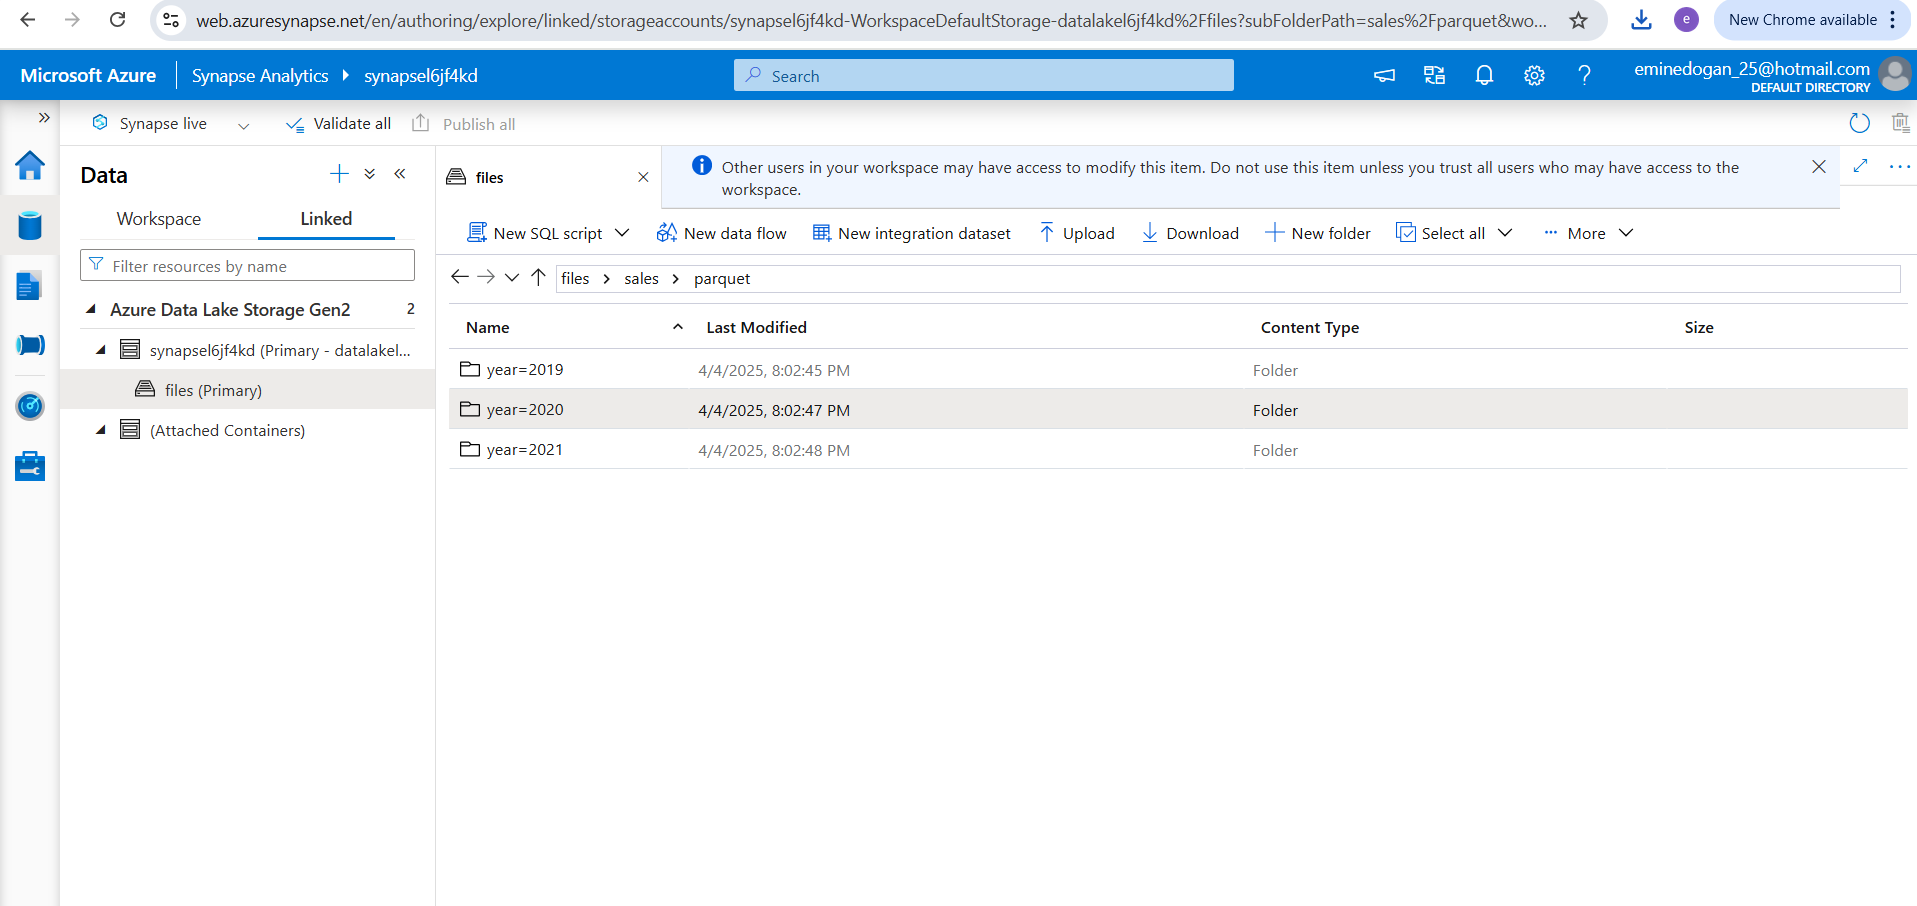 web.azuresynapse.net/en/authoring/explore/linked/storageaccounts/synapsel6jf4kd-WorkspaceDefaultStorage-datalakel6jf4kd%2Ffiles?subFolderPath=sales%2Fparquet&wo...
e
New Chrome available
Microsoft Azure
Synapse Analytics
synapsel6jf4kd
Search
eminedogan_25@hotmail.com
DEFAULT DIRECTORY
Synapse live
Validate all
Publish all
Data
Workspace
Linked
Filter resources by name
Azure Data Lake Storage Gen2 2
synapsel6jf4kd (Primary - datalakel...
files (Primary)
(Attached Containers)
files
Other users in your workspace may have access to modify this item. Do not use this item unless you trust all users who may have access to the
workspace.
New SQL script
New data flow
New integration dataset
Upload
Download
New folder
Select all
More
files > sales > parquet
Name Last Modified Content Type Size
year=2019 4/4/2025, 8:02:45 PM Folder
year=2020 4/4/2025, 8:02:47 PM Folder
year=2021 4/4/2025, 8:02:48 PM Folder